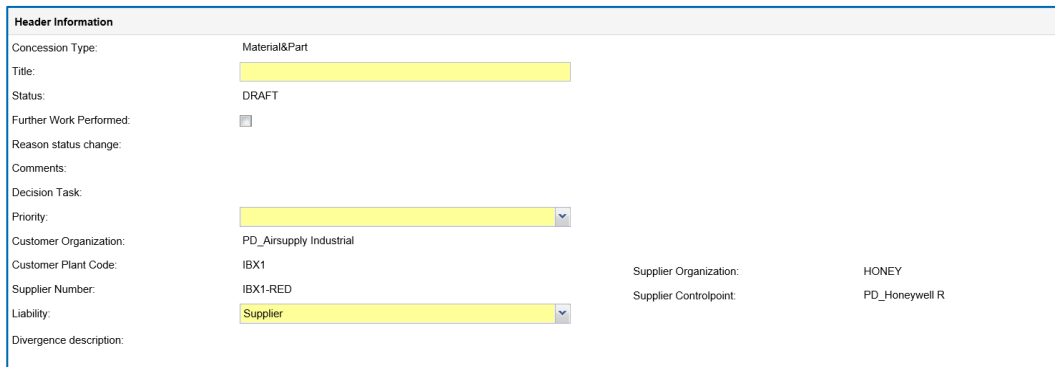 Header Information
Concession Type: Material&Part
Title:
Status: DRAFT
Further Work Performed:
Reason status change:
Comments:
Decision Task:
Priority:
Customer Organization: PD_Airsupply Industrial
Customer Plant Code: IBX1
Supplier Organization: HONEY
Supplier Number: IBX1-RED
Supplier Controlpoint: PD_Honeywell R
Liability: Supplier
Divergence description: